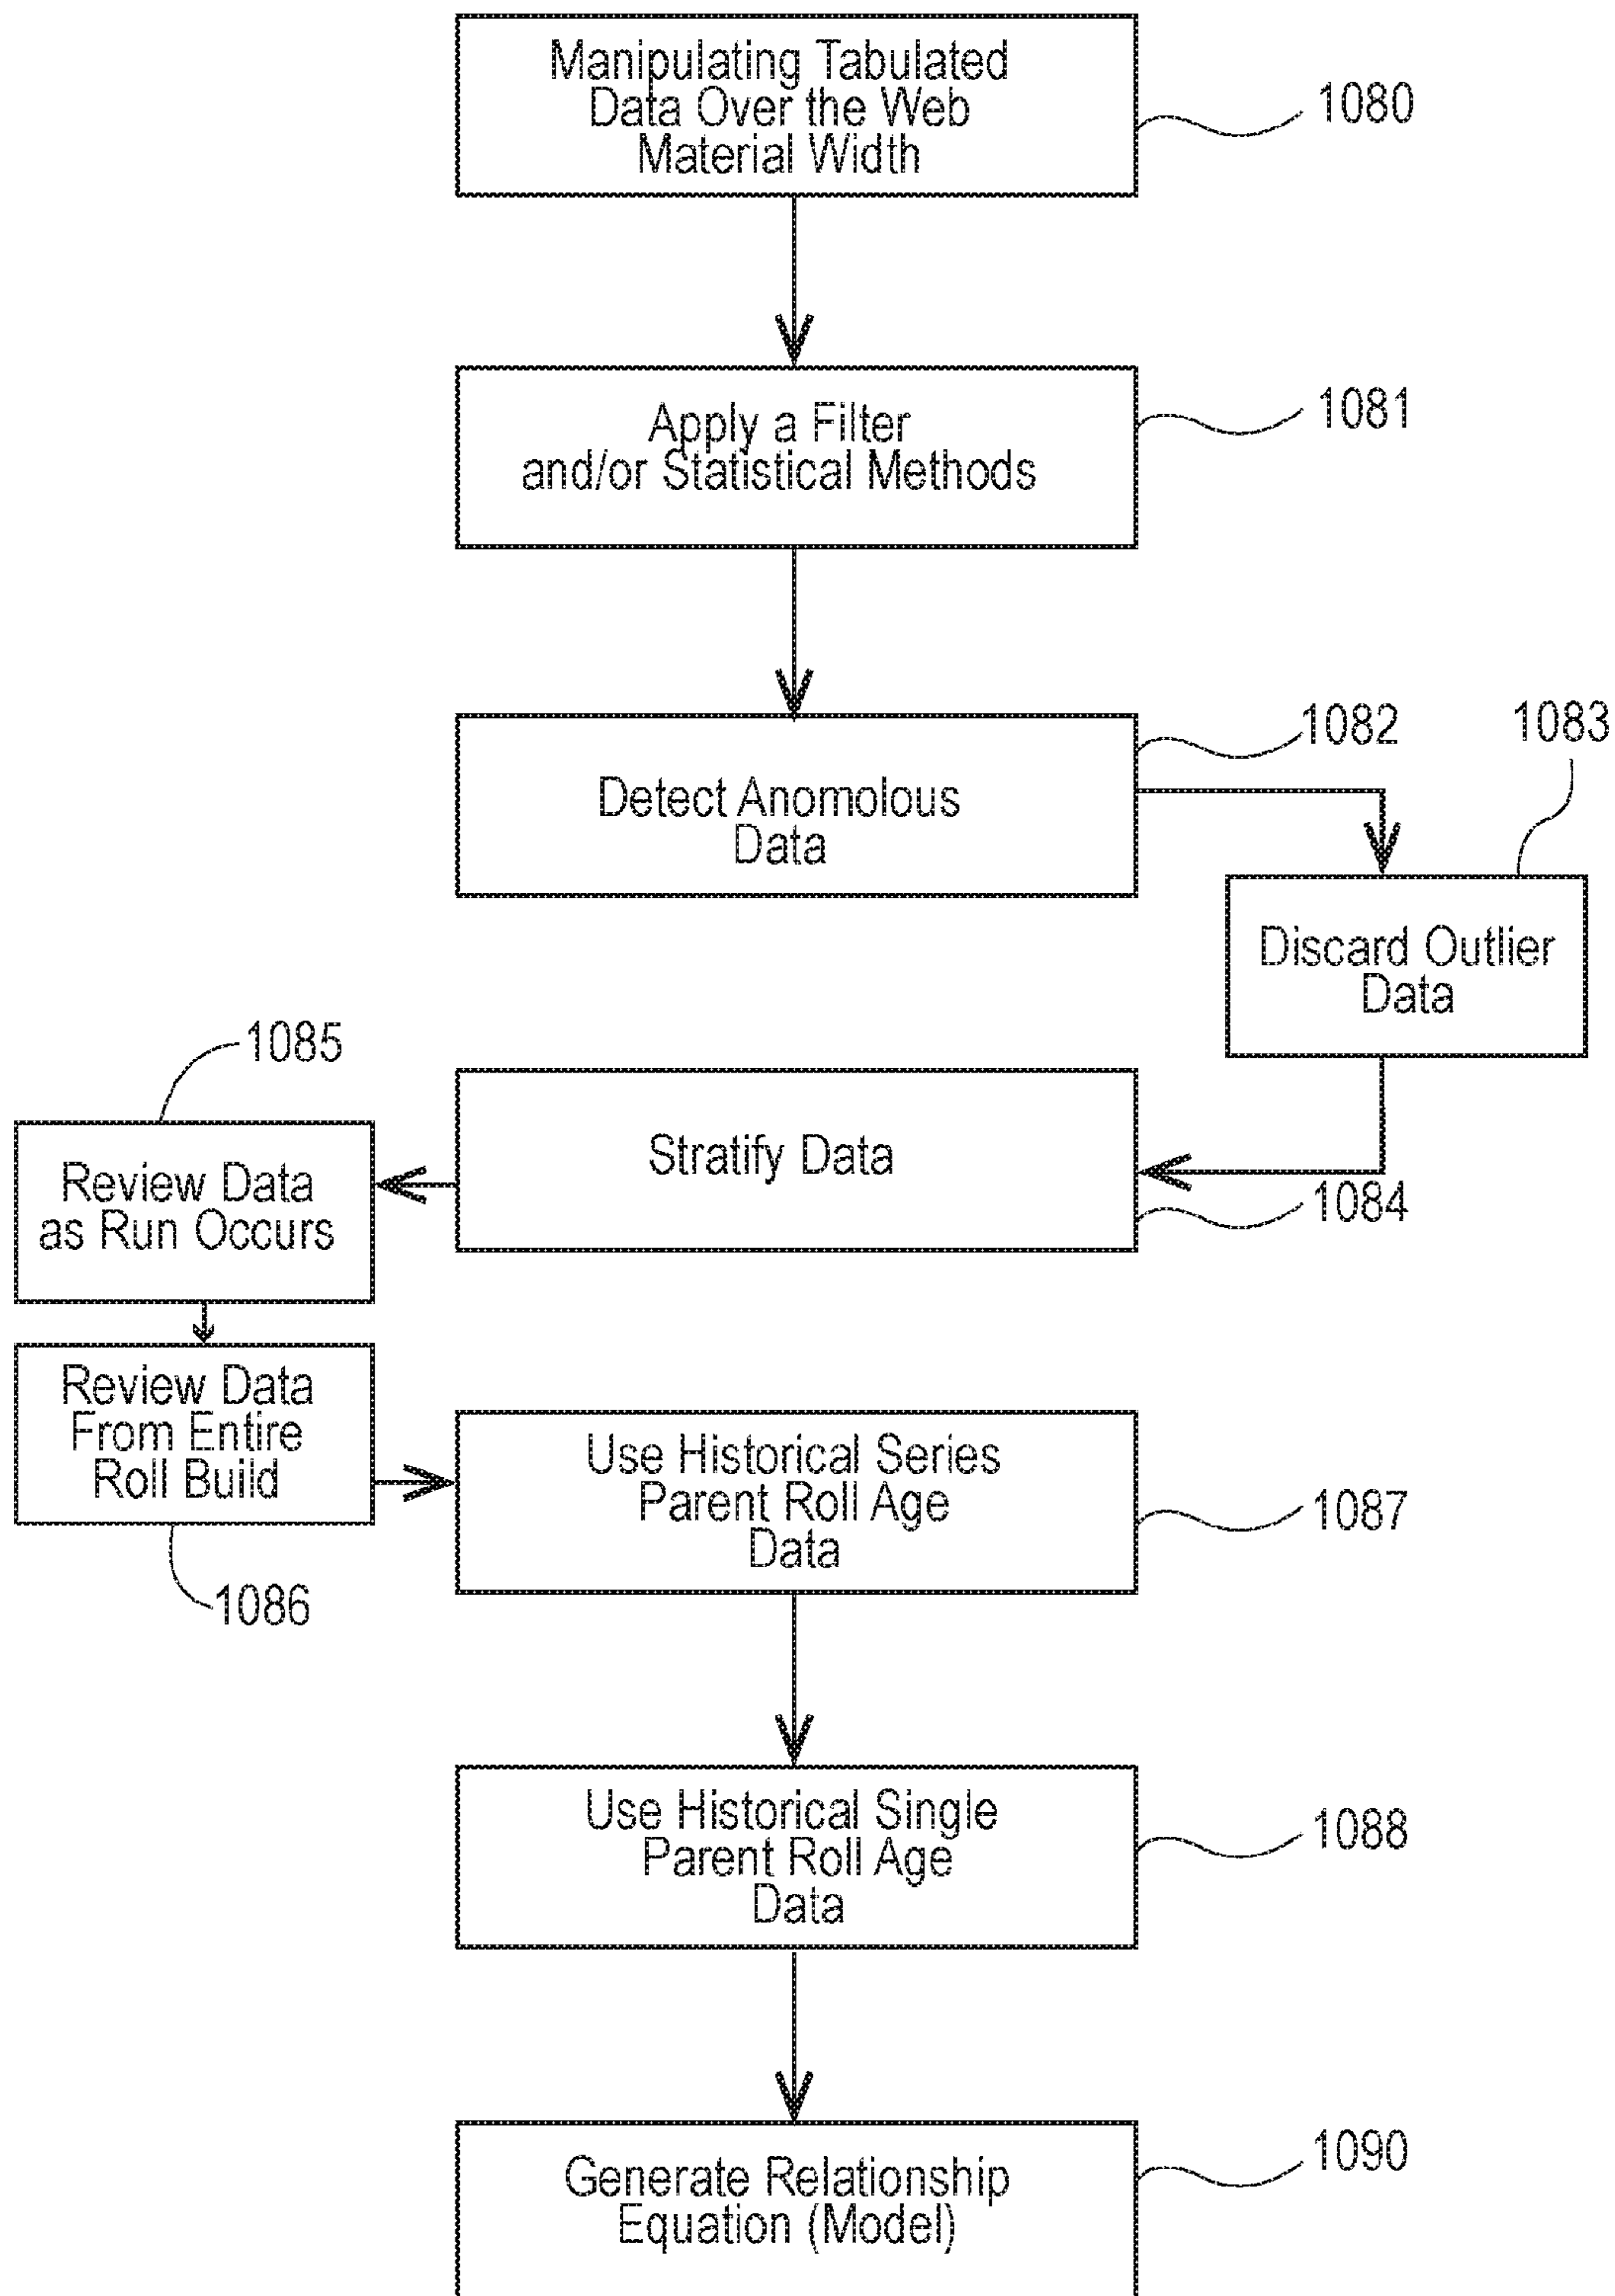 Manipulating Tabulated
Data Over the Web
Material Width
1080
Apply a Filter
and/or Statistical Methods
1081
Detect Anomolous
Data
1082
1083
Discard Outlier
Data
Stratify Data
1084
1085
Review Data
as Run Occurs
Review Data
From Entire
Roll Build
1086
Use Historical Series
Parent Roll Age
Data
1087
Use Historical Single
Parent Roll Age
Data
1088
Generate Relationship
Equation (Model)
1090